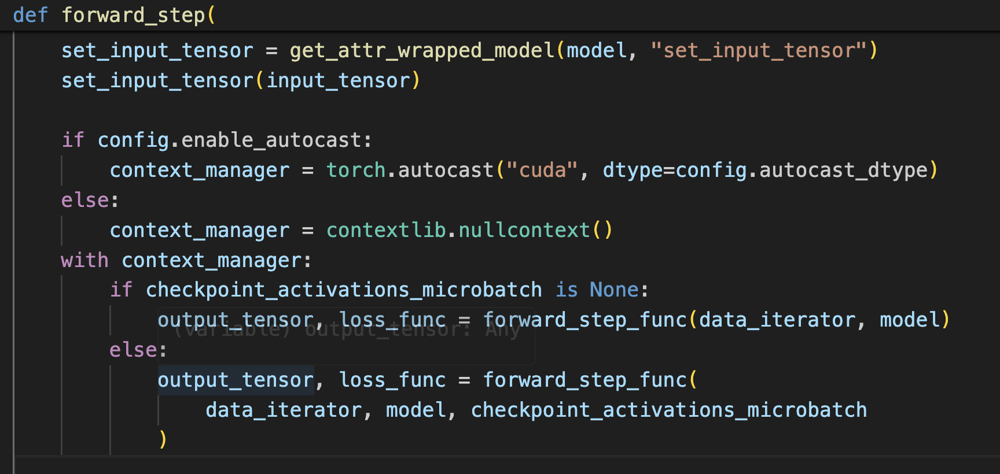 def forward_step(
set_input_tensor = get_attr_wrapped_model(model, "set_input_tensor")
set_input_tensor(input_tensor)
if config.enable_autocast:
context_manager = torch.autocast("cuda", dtype=config.autocast_dtype)
else:
context_manager = contextlib.nullcontext()
with context_manager:
if checkpoint_activations_microbatch is None:
output_tensor, loss_func = forward_step_func(data_iterator, model)
(variable) output_tensor: Any
else:
output_tensor, loss_func = forward_step_func(
data_iterator, model, checkpoint_activations_microbatch
)